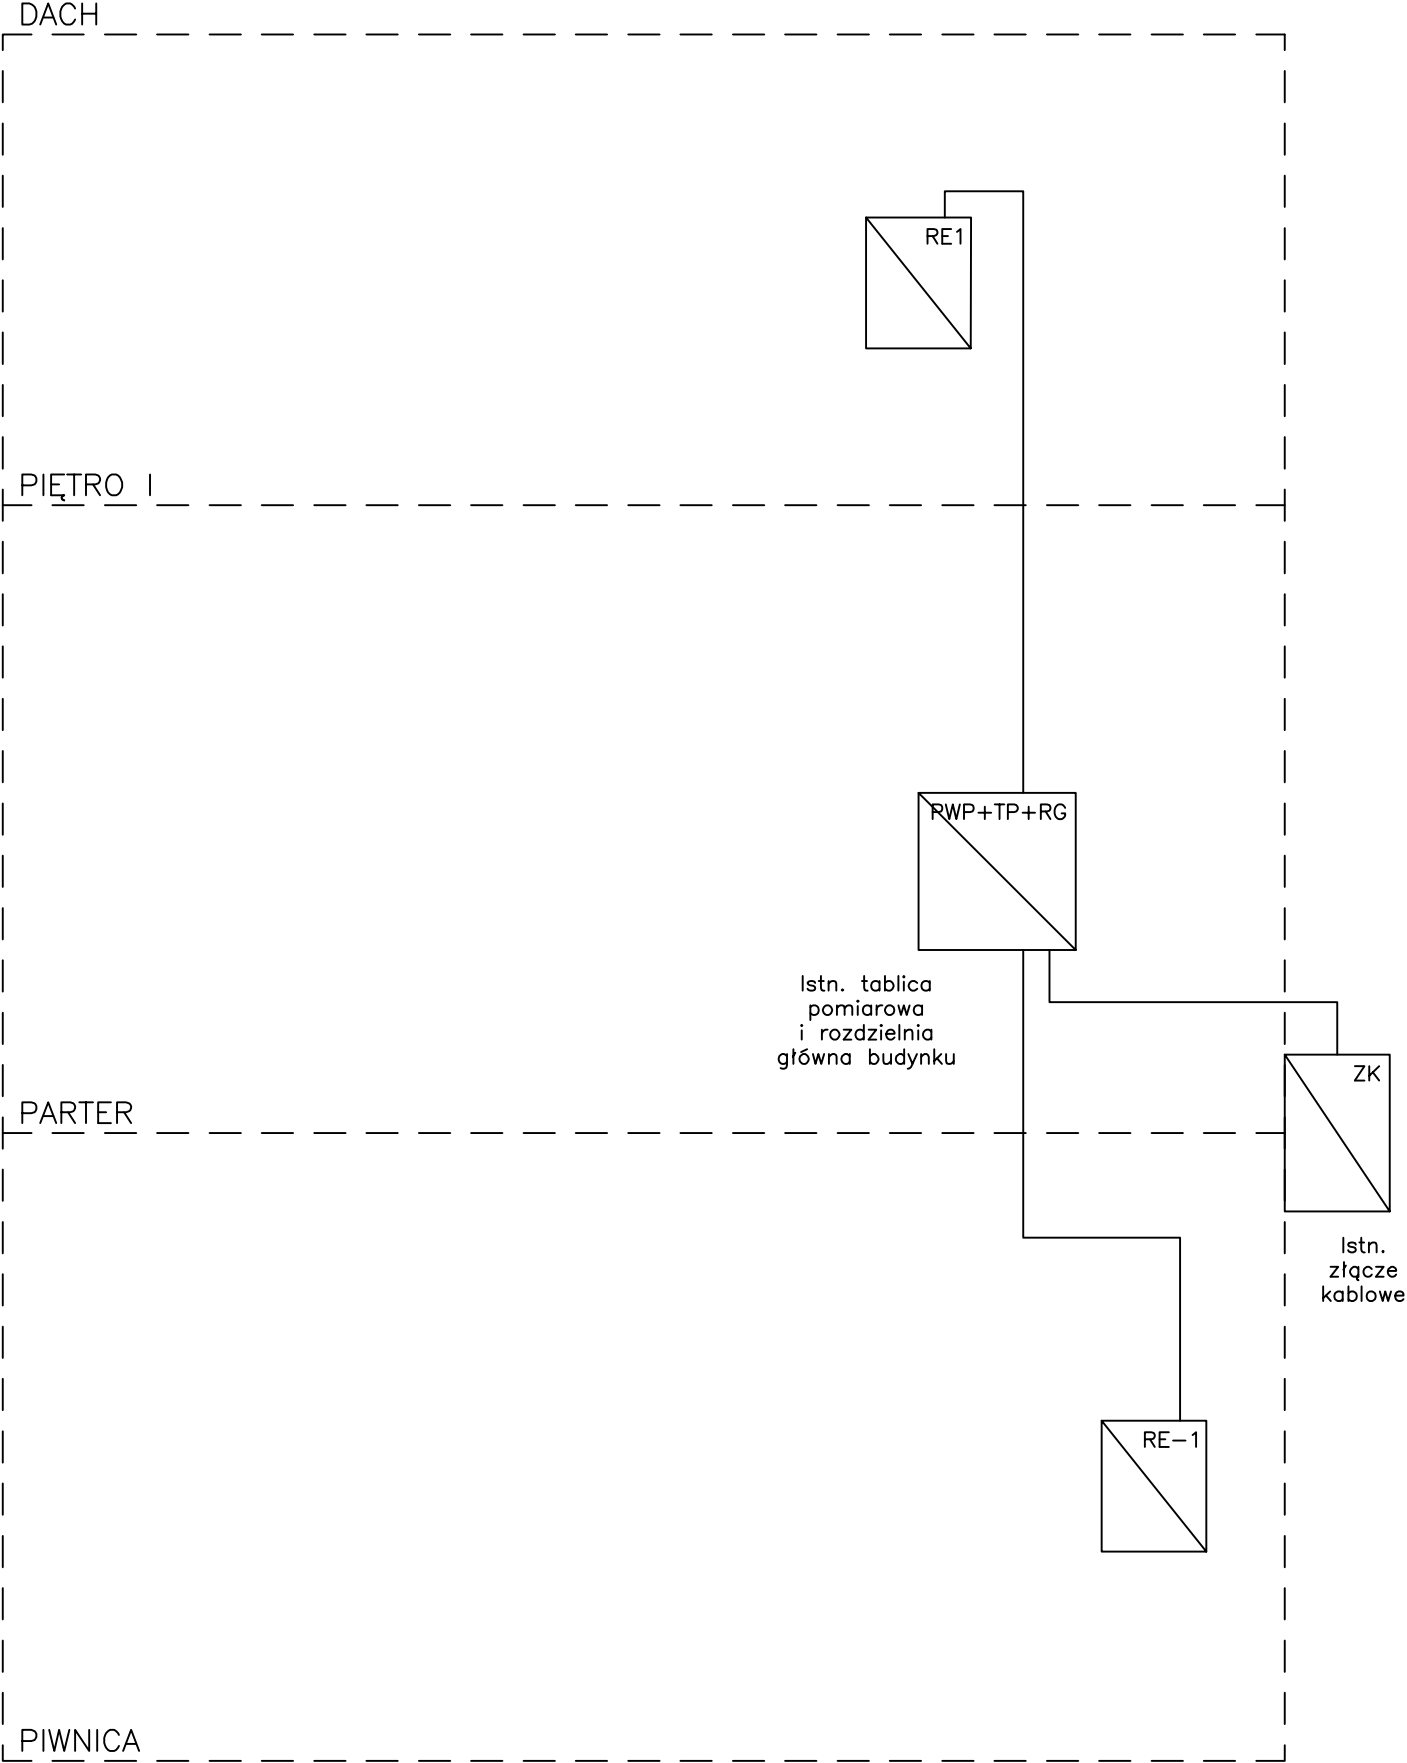 DACH
RE1
PIĘTRO I
PWP+TP+RG
Istn. tablica
pomiarowa
i rozdzielnia
główna budynku
ZK
PARTER
Istn.
złącze
kablowe
RE-1
PIWNICA